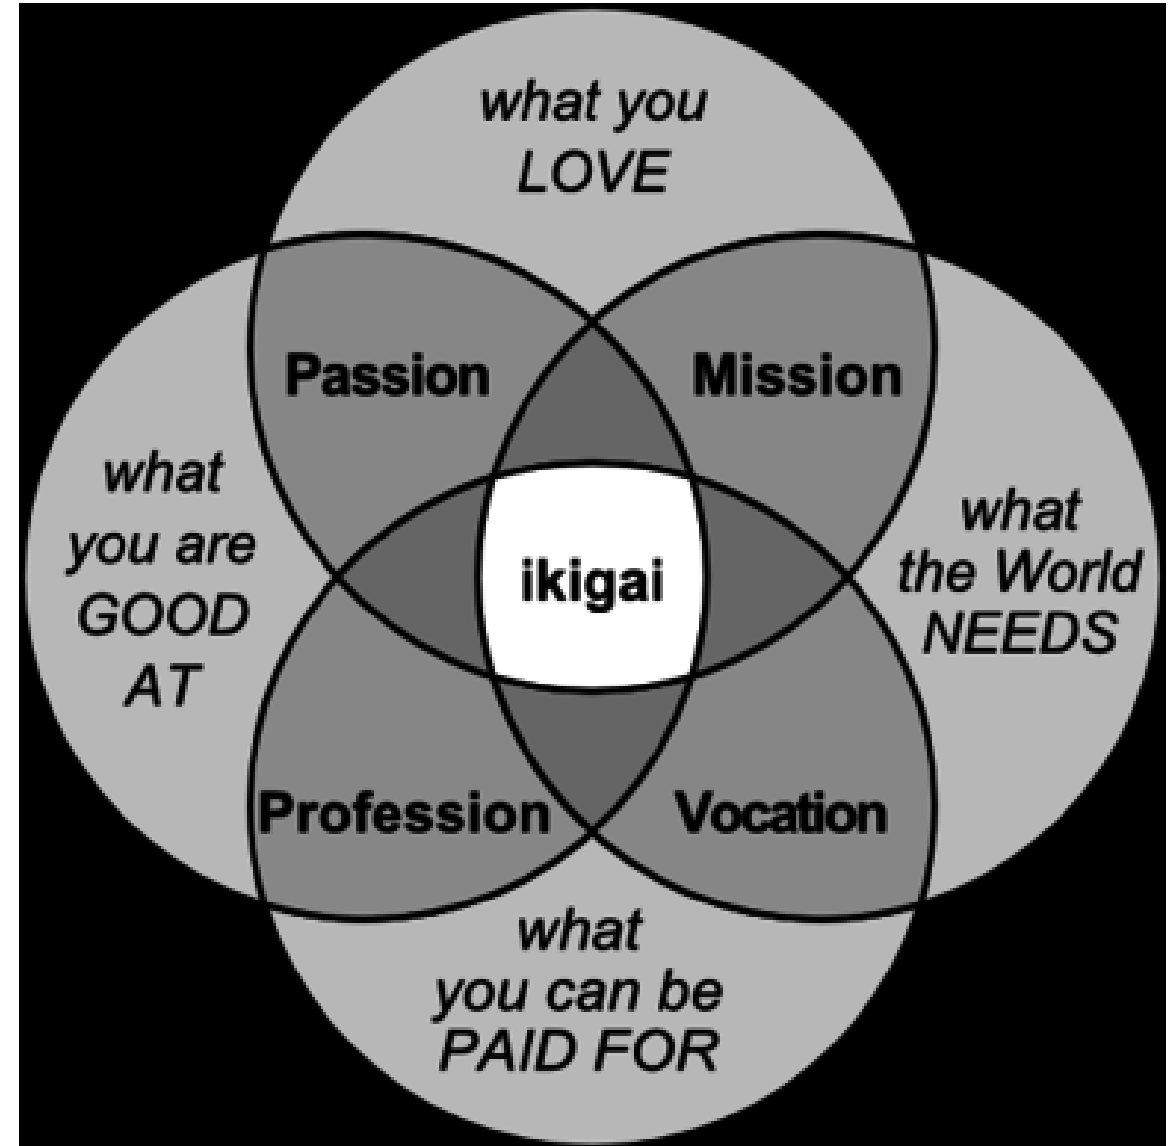 what you
LOVE
Passion
Mission
what
you are
GOOD
AT
ikigai
what
the World
NEEDS
Profession
Vocation
what
you can be
PAID FOR